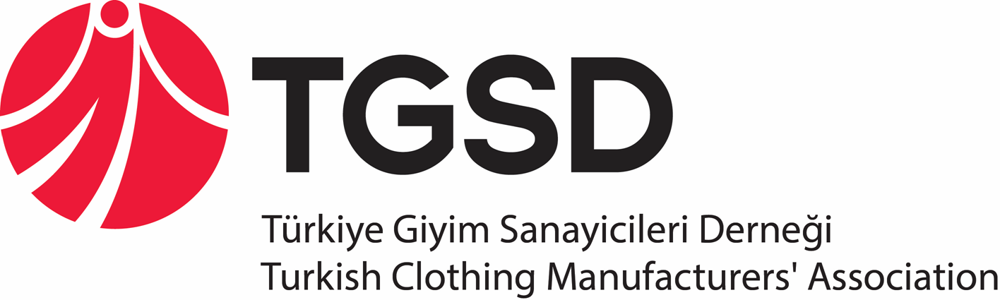 TGSD
Türkiye Giyim Sanayicileri Derneği
Turkish Clothing Manufacturers' Association